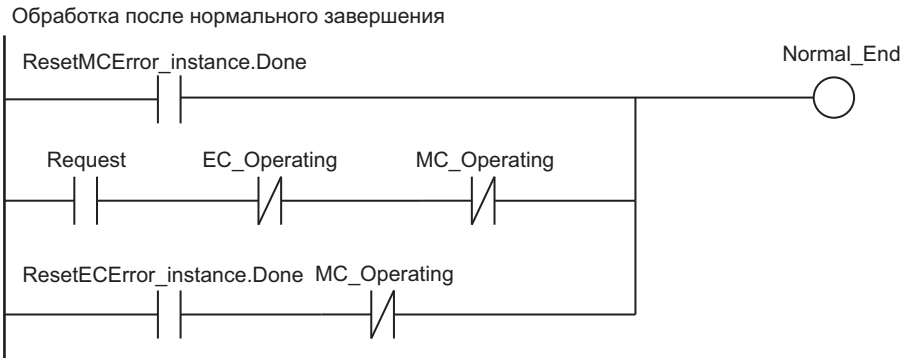 Обработка после нормального завершения
ResetMCError_instance.Done
Normal_End
Request EC_Operating MC_Operating
ResetECError_instance.Done MC_Operating